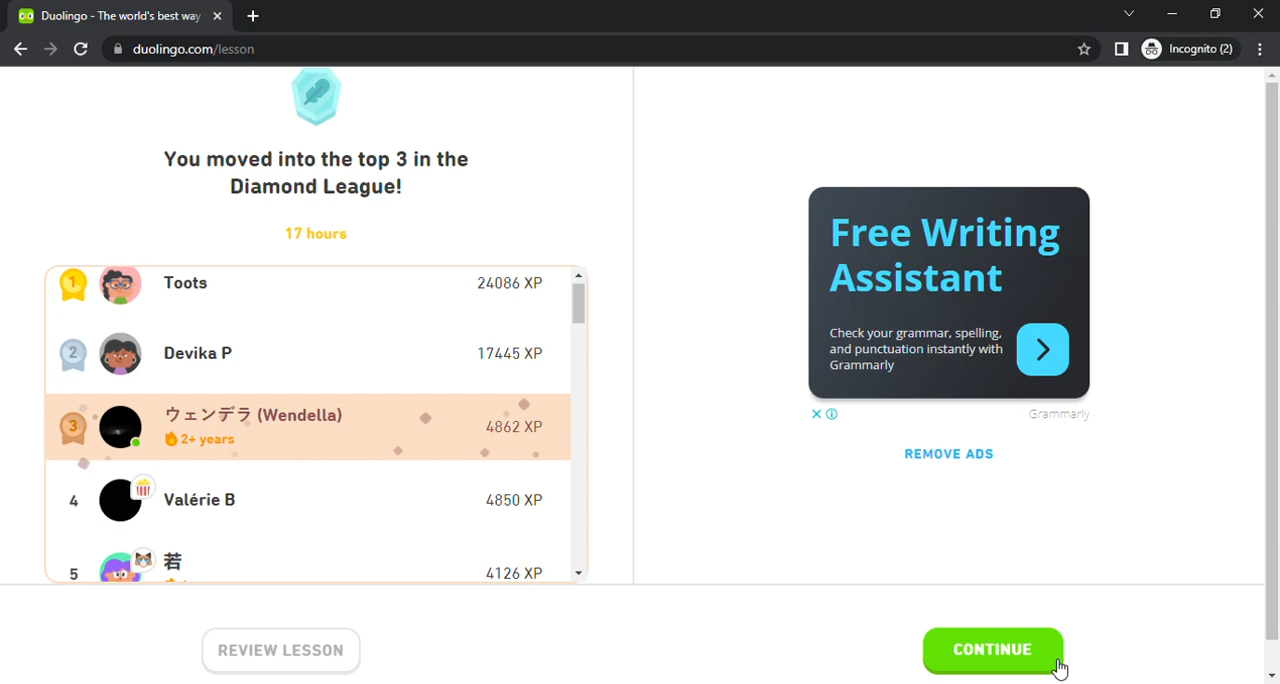 Duolingo - The world's best way
duolingo.com/lesson
Incognito (2)
You moved into the top 3 in the
Diamond League!
17 hours
1 Toots 24086 XP
2 Devika P 17445 XP
3 ウェンデラ (Wendella) 4862 XP
2+ years
4 Valérie B 4850 XP
5 若 4126 XP
Free Writing
Assistant
Check your grammar, spelling,
and punctuation instantly with
Grammarly
Grammarly
REMOVE ADS
REVIEW LESSON
CONTINUE